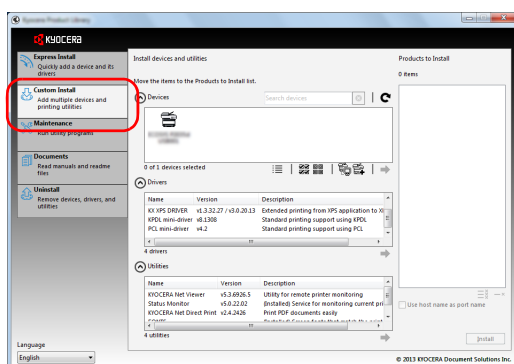 KYOCERA
Express Install
Quickly add a device and its
drivers
Custom Install
Add multiple devices and
printing utilities
Maintenance
Run utility programs
Documents
Read manuals and readme
files
Uninstall
Remove devices, drivers, and
utilities
Language
English
Install devices and utilities
Move the items to the Products to Install list.
Devices
Search devices
0 of 1 devices selected
Drivers
Name Version Description
KX XPS DRIVER v1.3.32.27 / v3.0.20.13 Extended printing from XPS application to XI
KPDL mini-driver v8.1308 Standard printing support using KPDL
PCL mini-driver v4.2 Standard printing support using PCL
4 drivers
Utilities
Name Version Description
KYOCERA Net Viewer v5.3.6926.5 Utility for remote printer monitoring
Status Monitor v5.0.22.02 (Installed) Service for monitoring current pri
KYOCERA Net Direct Print v2.4.2426 Print PDF documents easily
4 utilities
Products to Install
0 items
Use host name as port name
Install
© 2013 KYOCERA Document Solutions Inc.